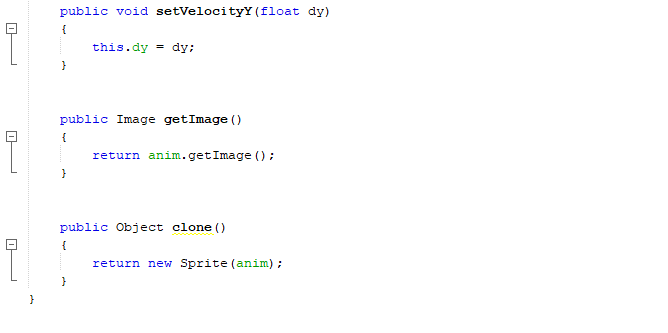 public void setVelocityY(float dy)
{
this.dy = dy;
}
public Image getImage()
{
return anim.getImage();
}
public Object clone()
{
return new Sprite(anim);
}
}